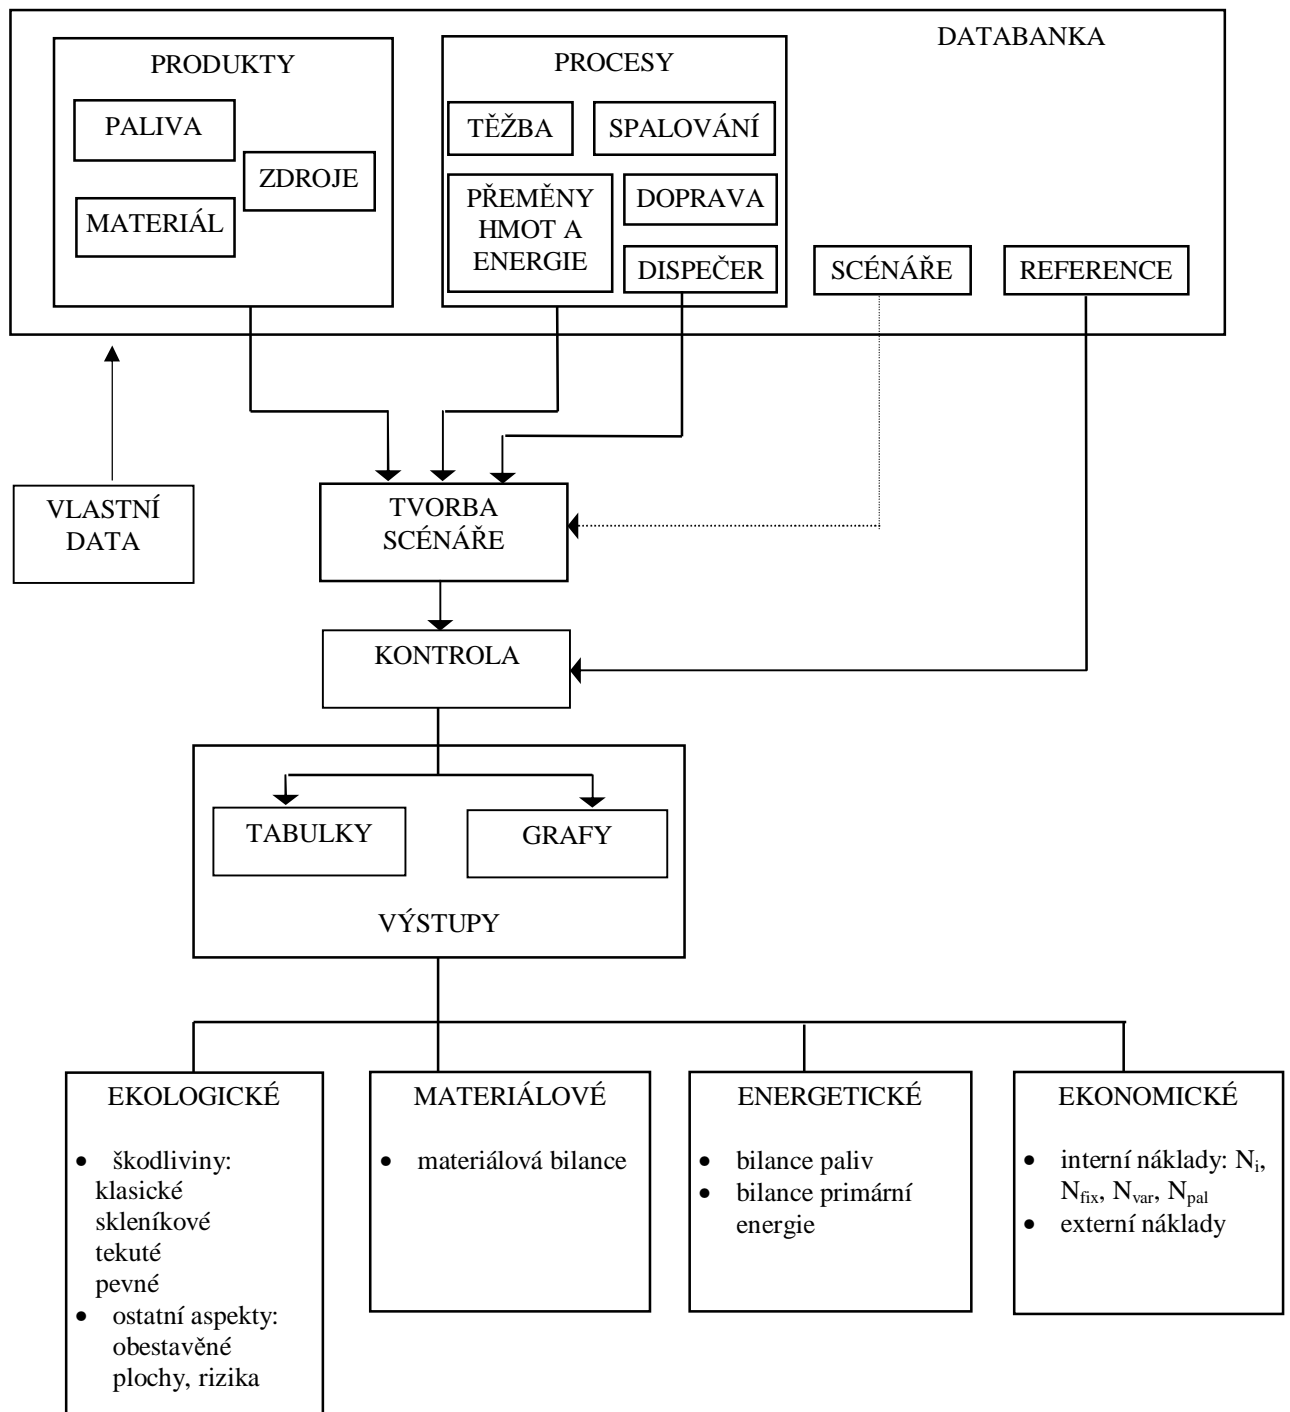 DATABANKA
PRODUKTY
PALIVA
ZDROJE
MATERIÁL
PROCESY
TĚŽBA
SPALOVÁNÍ
PŘEMĚNY
HMOT A
ENERGIE
DOPRAVA
DISPEČER
SCÉNÁŘE
REFERENCE
VLASTNÍ
DATA
TVORBA
SCÉNÁŘE
KONTROLA
TABULKY
GRAFY
VÝSTUPY
EKOLOGICKÉ
• škodliviny:
klasické
skleníkové
tekuté
pevné
• ostatní aspekty:
obestavěné
plochy, rizika
MATERIÁLOVÉ
• materiálová bilance
ENERGETICKÉ
• bilance paliv
• bilance primární
energie
EKONOMICKÉ
• interní náklady: Ni,
Nfix, Nvar, Npal
• externí náklady